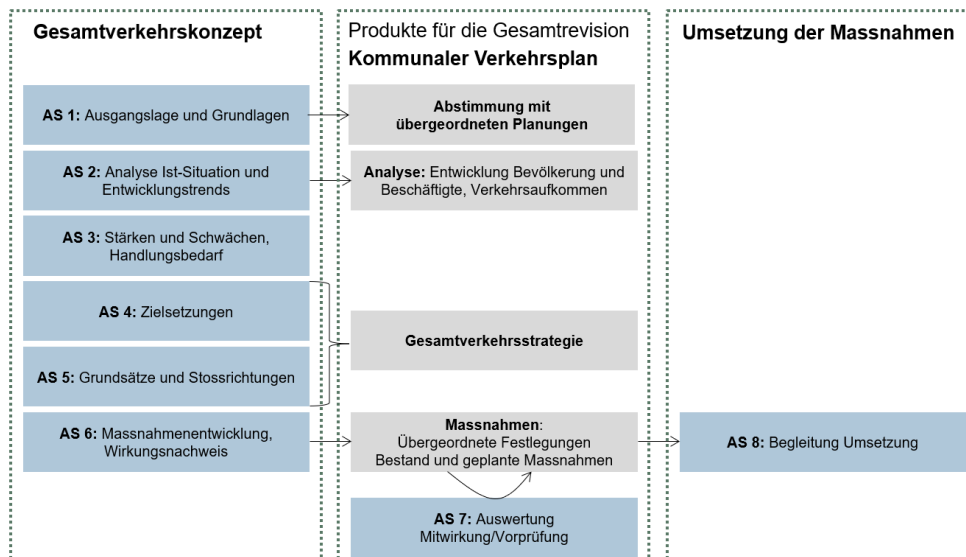 Gesamtverkehrskonzept
AS 1: Ausgangslage und Grundlagen
AS 2: Analyse Ist-Situation und
Entwicklungstrends
AS 3: Stärken und Schwächen,
Handlungsbedarf
AS 4: Zielsetzungen
AS 5: Grundsätze und Stossrichtungen
AS 6: Massnahmenentwicklung,
Wirkungsnachweis
Produkte für die Gesamtrevision
Kommunaler Verkehrsplan
Abstimmung mit
übergeordneten Planungen
Analyse: Entwicklung Bevölkerung und
Beschäftigte, Verkehrsaufkommen
Gesamtverkehrsstrategie
Massnahmen:
Übergeordnete Festlegungen
Bestand und geplante Massnahmen
AS 7: Auswertung
Mitwirkung/Vorprüfung
Umsetzung der Massnahmen
AS 8: Begleitung Umsetzung